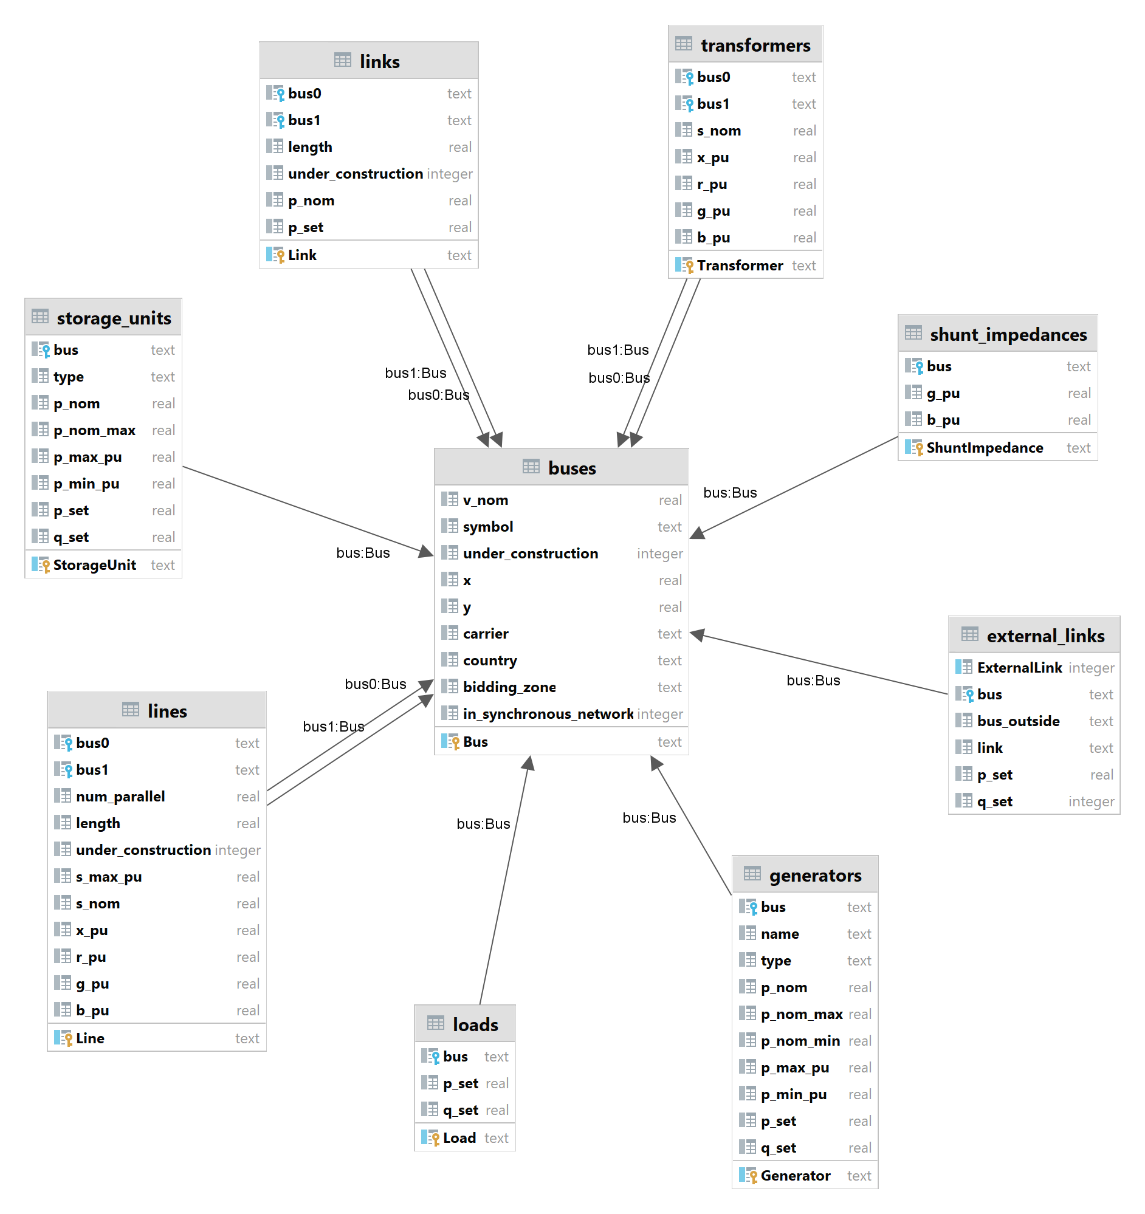 links
bus0 text
bus1 text
length real
under_construction integer
p_nom real
p_set real
Link text
transformers
bus0 text
bus1 text
s_nom real
x_pu real
r_pu real
g_pu real
b_pu real
Transformer text
storage_units
bus text
type text
p_nom real
p_nom_max real
p_max_pu real
p_min_pu real
p_set real
q_set real
StorageUnit text
shunt_impedances
bus text
g_pu real
b_pu real
ShuntImpedance text
bus1:Bus
bus0:Bus
bus1:Bus
bus0:Bus
bus:Bus
bus:Bus
buses
v_nom real
symbol text
under_construction integer
x real
y real
carrier text
country text
bidding_zone text
in_synchronous_network integer
Bus text
external_links
ExternalLink integer
bus text
bus_outside text
link text
p_set real
q_set integer
bus:Bus
bus0:Bus
bus1:Bus
lines
bus0 text
bus1 text
num_parallel real
length real
under_construction integer
s_max_pu real
s_nom real
x_pu real
r_pu real
g_pu real
b_pu real
Line text
bus:Bus
bus:Bus
loads
bus text
p_set real
q_set real
Load text
generators
bus text
name text
type text
p_nom real
p_nom_max real
p_nom_min real
p_max_pu real
p_min_pu real
p_set real
q_set real
Generator text